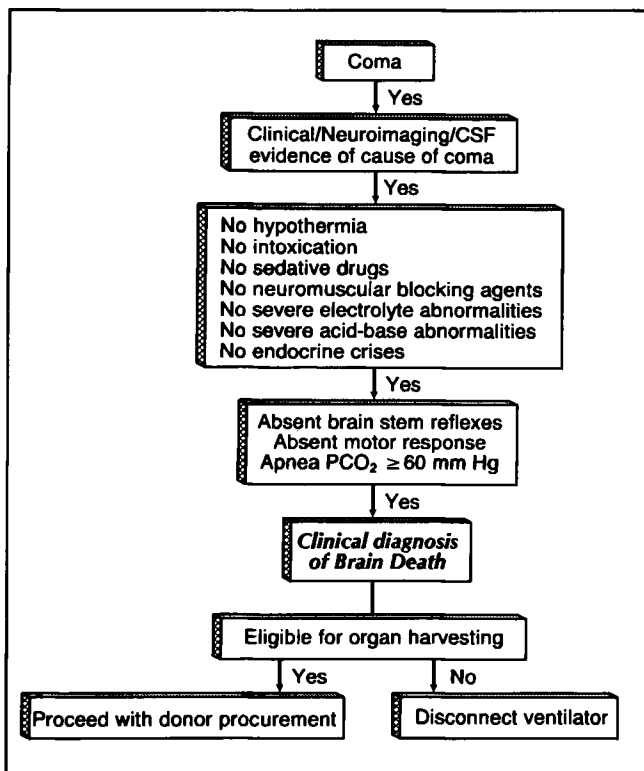 Coma
Yes
Clinical/Neuroimaging/CSF
evidence of cause of coma
Yes
No hypothermia
No intoxication
No sedative drugs
No neuromuscular blocking agents
No severe electrolyte abnormalities
No severe acid-base abnormalities
No endocrine crises
Yes
Absent brain stem reflexes
Absent motor response
Apnea PCO₂ ≥ 60 mm Hg
Yes
Clinical diagnosis
of Brain Death
Eligible for organ harvesting
Yes No
Proceed with donor procurement Disconnect ventilator